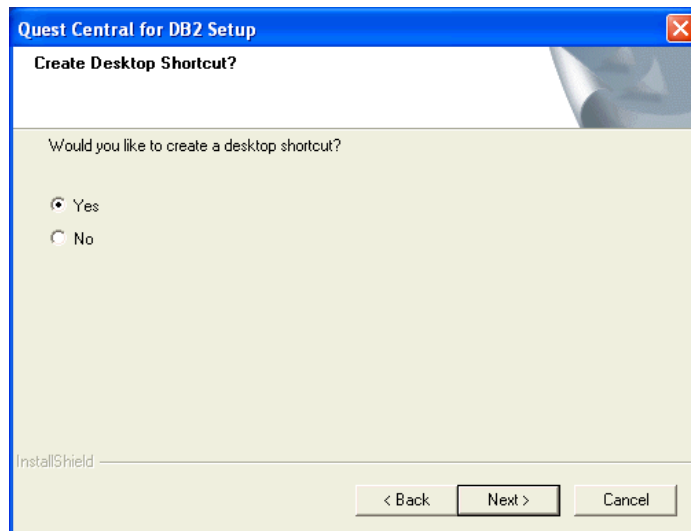 Quest Central for DB2 Setup
Create Desktop Shortcut?
Would you like to create a desktop shortcut?
Yes
No
InstallShield
< Back Next > Cancel